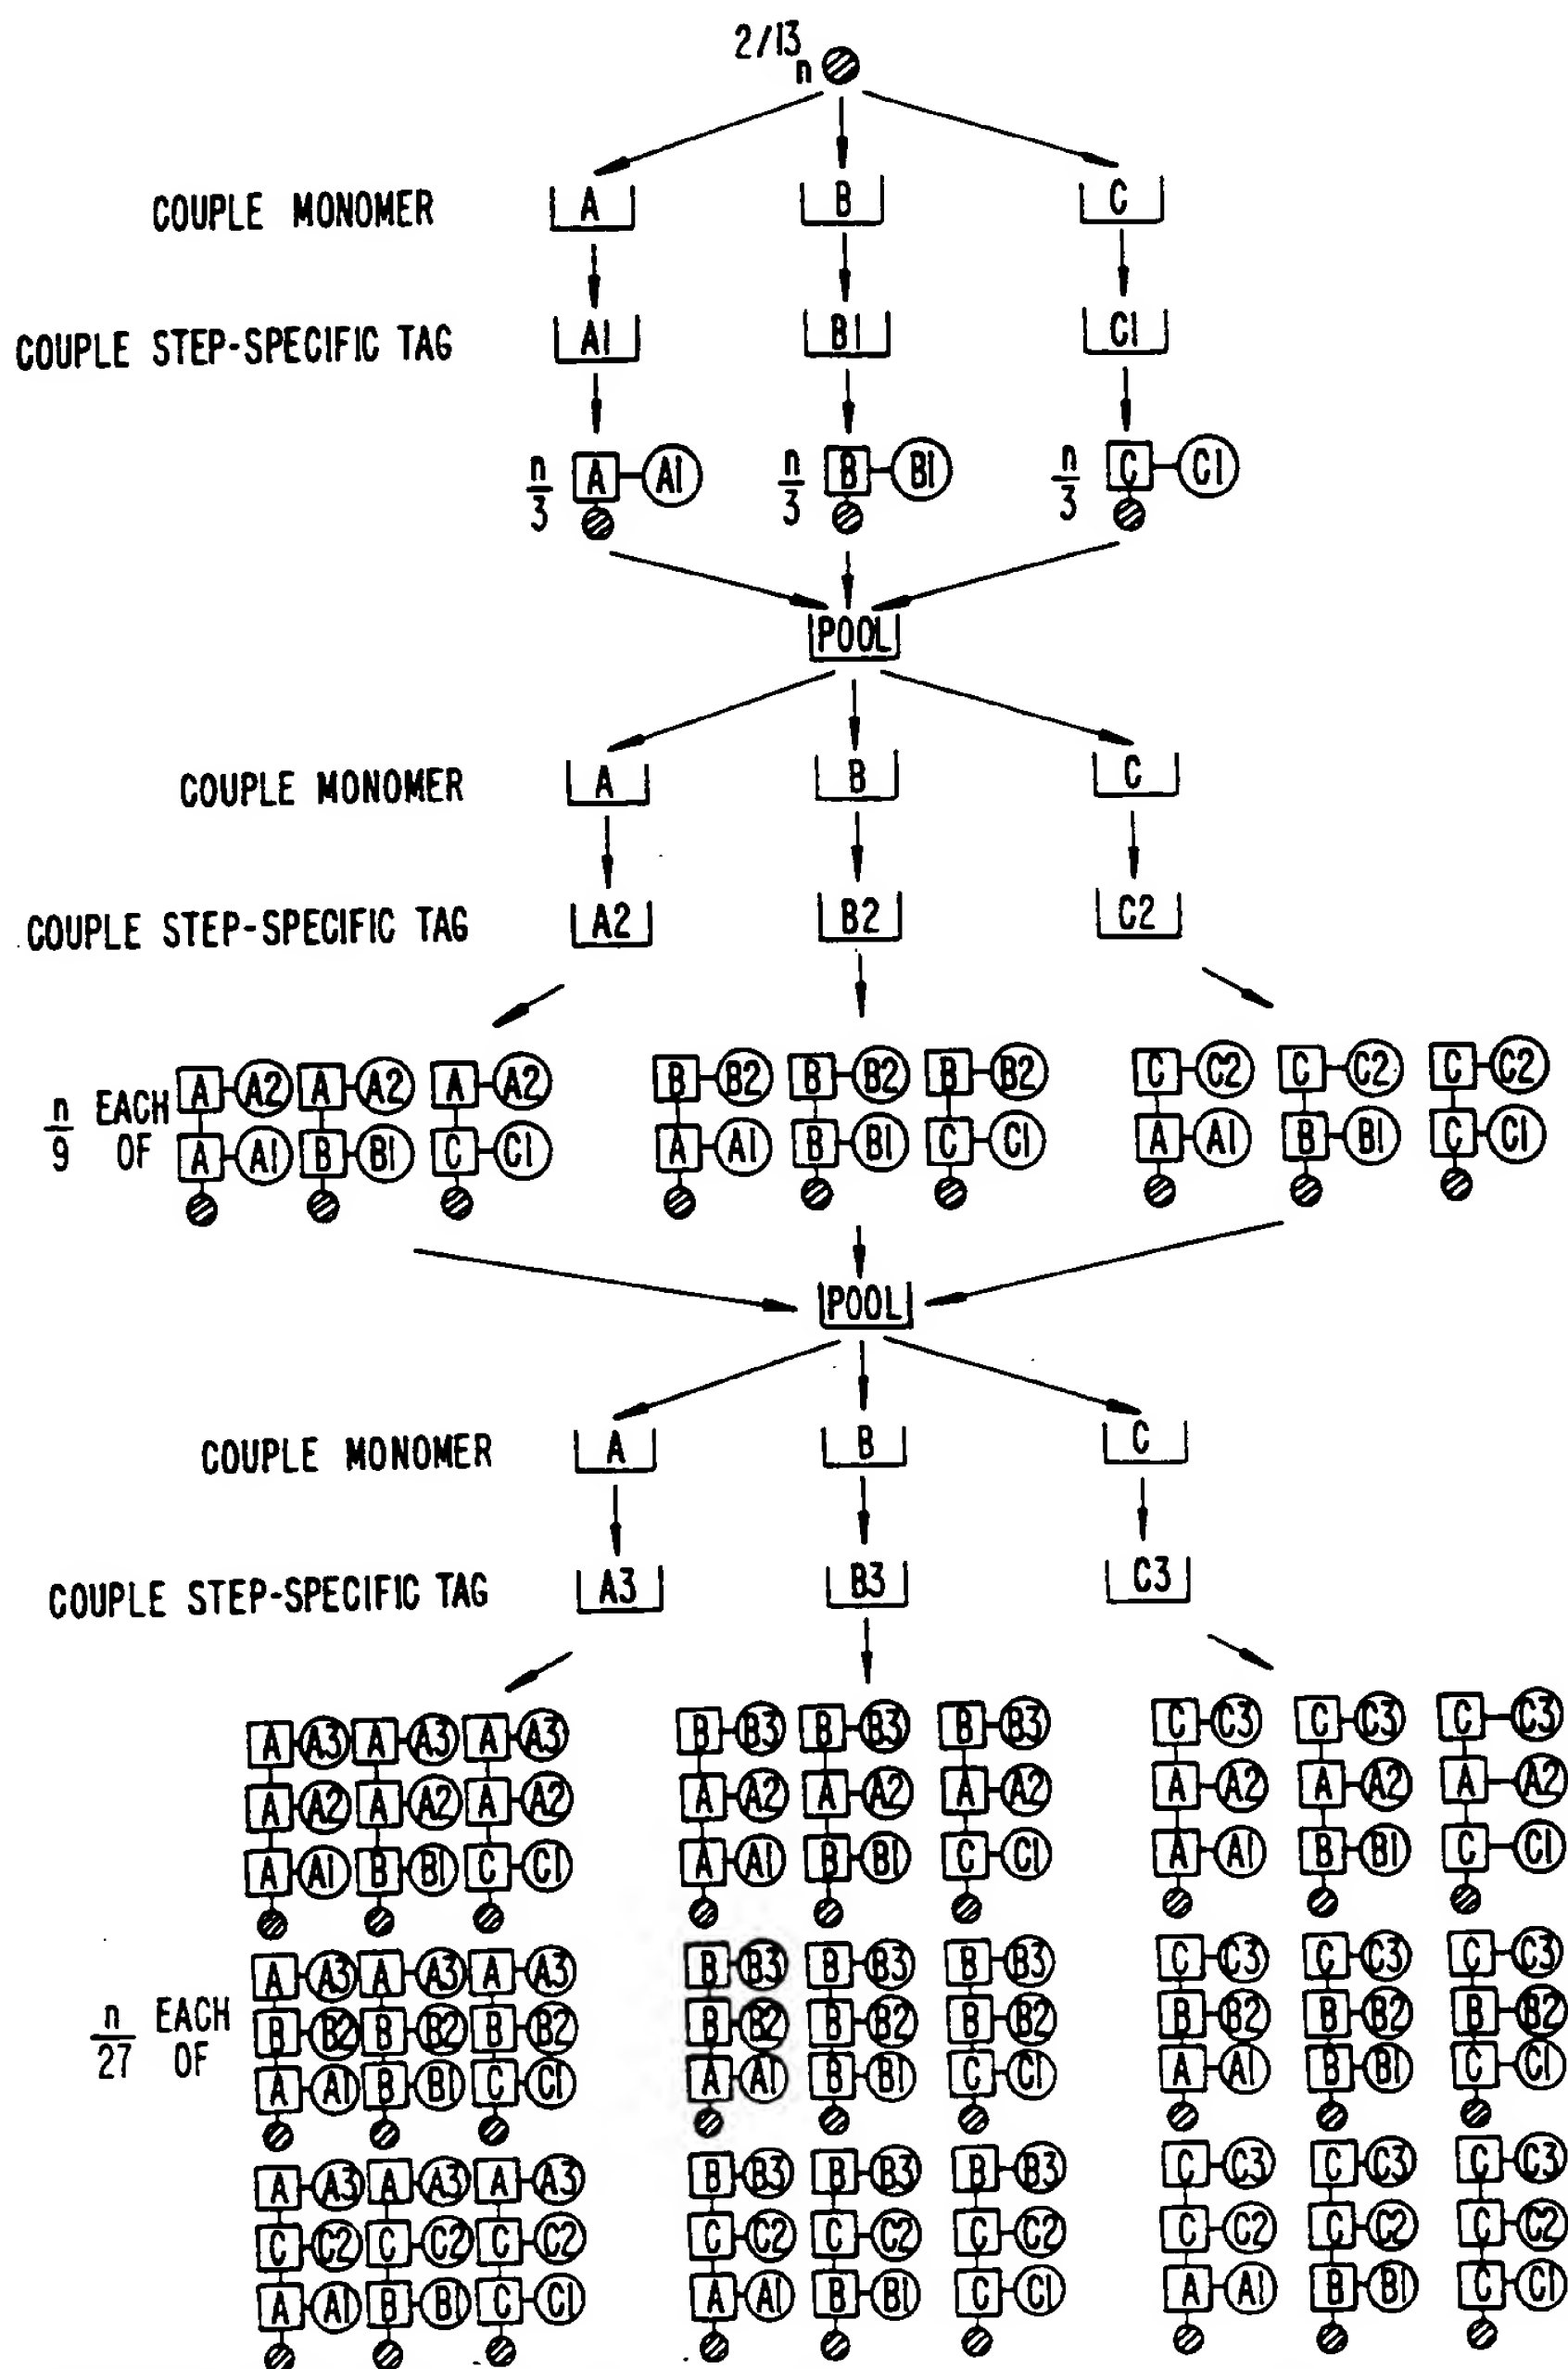 2/13
n
COUPLE MONOMER A B C
COUPLE STEP-SPECIFIC TAG A1 B1 C1
n/3 A A1 n/3 B B1 n/3 C C1
POOL
COUPLE MONOMER A B C
COUPLE STEP-SPECIFIC TAG A2 B2 C2
n/9 EACH OF
A A2 A A2 A A2 B B2 B B2 B B2 C C2 C C2 C C2
A A1 B B1 C C1 A A1 B B1 C C1 A A1 B B1 C C1
POOL
COUPLE MONOMER A B C
COUPLE STEP-SPECIFIC TAG A3 B3 C3
A A3 A A3 A A3 B B3 B B3 B B3 C C3 C C3 C C3
A A2 A A2 A A2 A A2 A A2 A A2 A A2 A A2 A A2
A A1 B B1 C C1 A A1 B B1 C C1 A A1 B B1 C C1
n/27 EACH OF
A A3 A A3 A A3 B B3 B B3 B B3 C C3 C C3 C C3
B B2 B B2 B B2 B B2 B B2 B B2 B B2 B B2 B B2
A A1 B B1 C C1 A A1 B B1 C C1 A A1 B B1 C C1
A A3 A A3 A A3 B B3 B B3 B B3 C C3 C C3 C C3
C C2 C C2 C C2 C C2 C C2 C C2 C C2 C C2 C C2
A A1 B B1 C C1 A A1 B B1 C C1 A A1 B B1 C C1